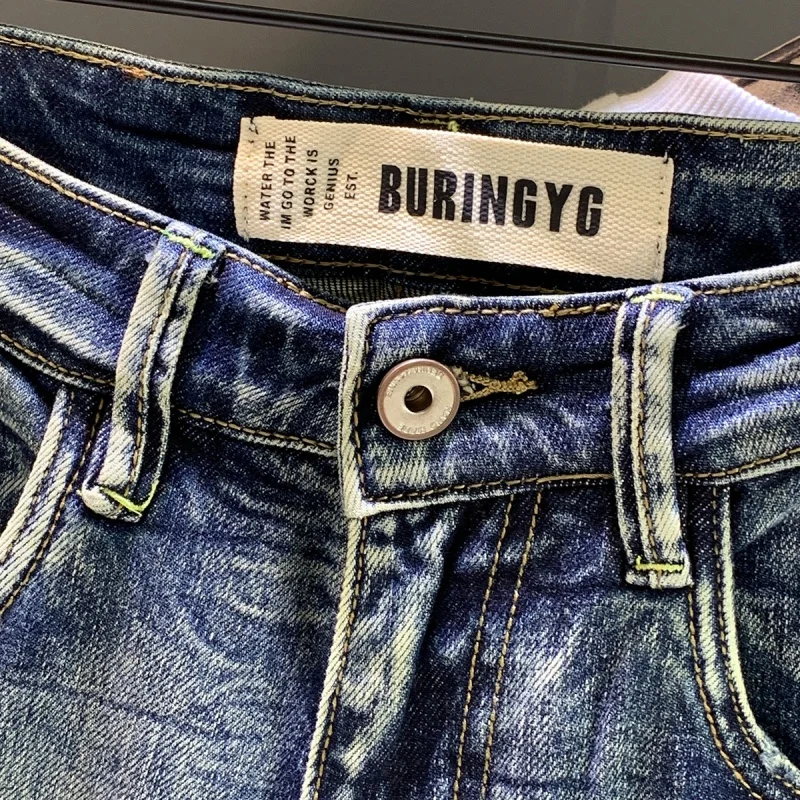 WATER THE
IM GO TO THE
WORCK IS
GENIUS
EST.
BURINGYG